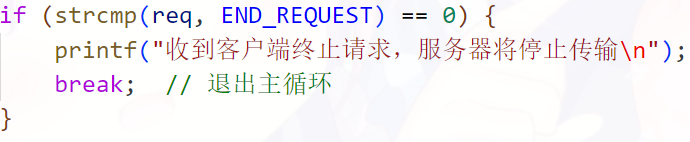 if (strcmp(req, END_REQUEST) == 0) {
    printf("收到客户端终止请求，服务器将停止传输\n");
    break;  // 退出主循环
}